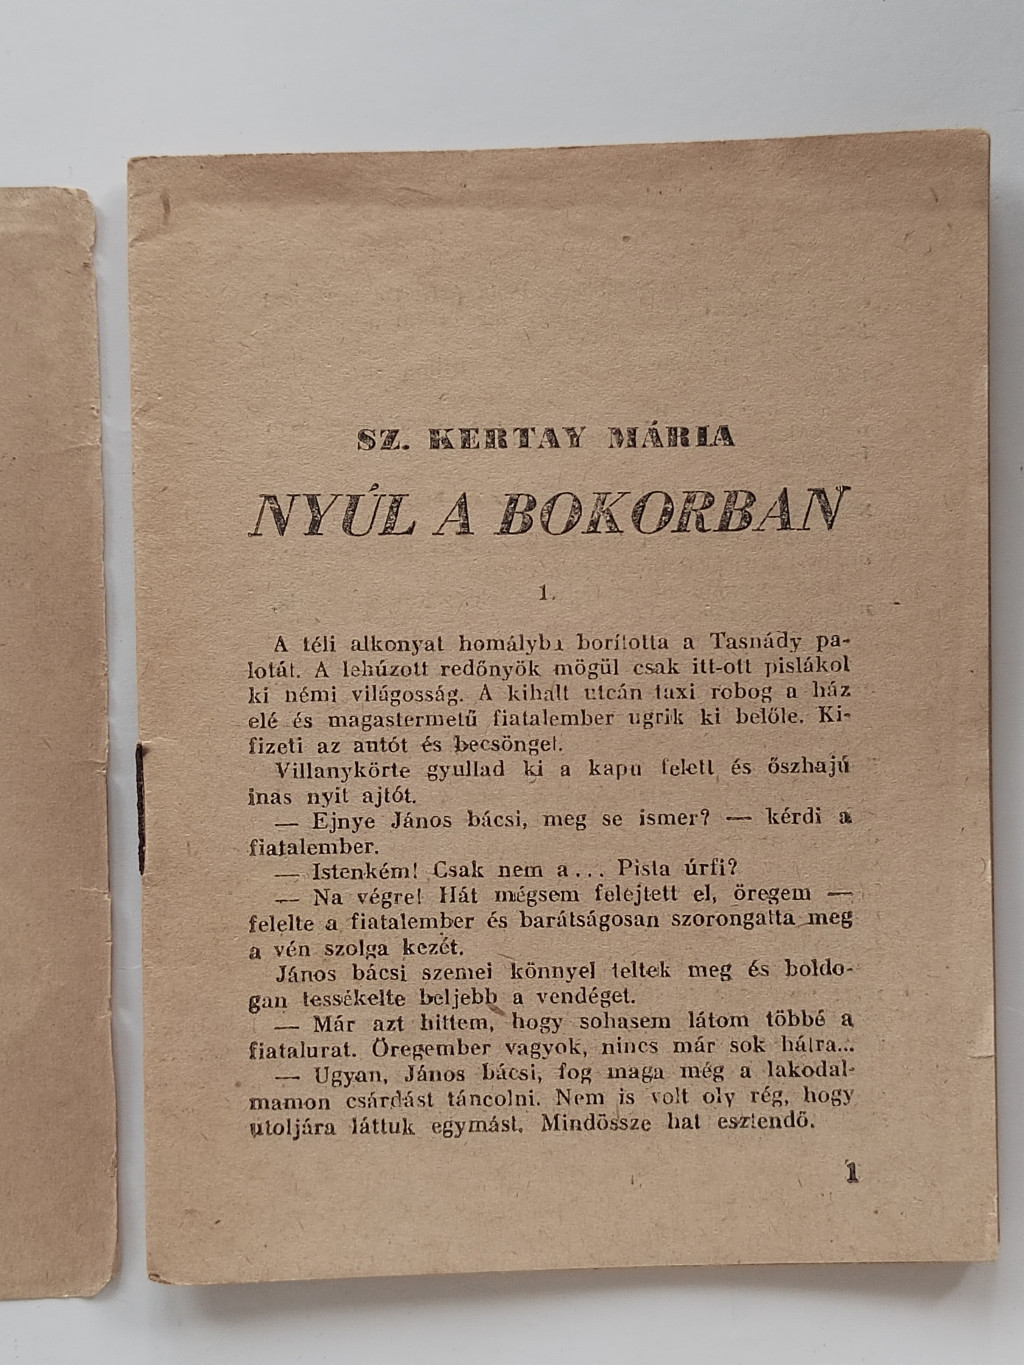 SZ. KERTAY MÁRIA
NYÚL A BOKORBAN
1.
A téli alkonyat homályba borította a Tasnády pa-
lotát. A lehúzott redőnyök mögül csak itt-ott pislákol
ki némi világosság. A kihalt utcán taxi robog a ház
elé és magastermetű fiatalember ugrik ki belőle. Ki-
fizeti az autót és becsönget.
Villanykörte gyullad ki a kapu felett és őszhajú
inas nyit ajtót.
— Ejnye János bácsi, meg se ismer? — kérdi a
fiatalember.
— Istenkém! Csak nem a... Pista úrfi?
— Na végre! Hát mégsem felejtett el, öregem —
felelte a fiatalember és barátságosan szorongatta meg
a vén szolga kezét.
János bácsi szemei könnyel teltek meg és boldo-
gan tessékelte beljebb a vendéget.
— Már azt hittem, hogy sohasem látom többé a
fiatalurat. Öregember vagyok, nincs már sok hátra...
— Ugyan, János bácsi, fog maga még a lakodal-
mamon csárdást táncolni. Nem is volt oly rég, hogy
utoljára láttuk egymást. Mindössze hat esztendő.
1